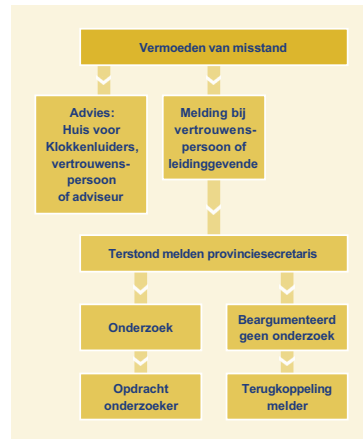 Vermoeden van misstand
Advies:
Huis voor
Klokkenluiders,
vertrouwens-
persoon
of adviseur
Melding bij
vertrouwens-
persoon of
leidinggevende
Terstond melden provinciesecretaris
Onderzoek
Beargumenteerd
geen onderzoek
Opdracht
onderzoeker
Terugkoppeling
melder